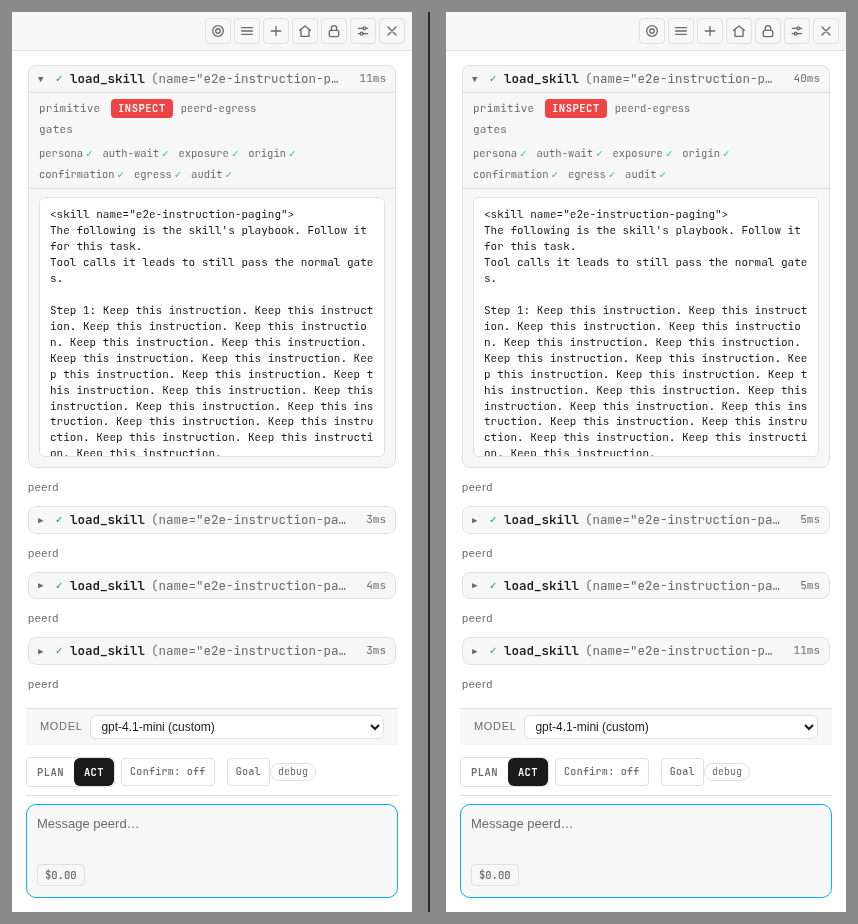 ▼ ✓ load_skill (name="e2e-instruction-p… 11ms
primitive INSPECT peerd-egress
gates
persona ✓ auth-wait ✓ exposure ✓ origin ✓
confirmation ✓ egress ✓ audit ✓
<skill name="e2e-instruction-paging">
The following is the skill's playbook. Follow it
for this task.
Tool calls it leads to still pass the normal gate
s.
Step 1: Keep this instruction. Keep this instruct
ion. Keep this instruction. Keep this instructio
n. Keep this instruction. Keep this instruction.
Keep this instruction. Keep this instruction. Kee
p this instruction. Keep this instruction. Keep t
his instruction. Keep this instruction. Keep this
instruction. Keep this instruction. Keep this ins
truction. Keep this instruction. Keep this instru
ction. Keep this instruction. Keep this instructi
on. Keep this instruction.
peerd
▶ ✓ load_skill (name="e2e-instruction-pa… 3ms
peerd
▶ ✓ load_skill (name="e2e-instruction-pa… 4ms
peerd
▶ ✓ load_skill (name="e2e-instruction-pa… 3ms
peerd
MODEL gpt-4.1-mini (custom)
PLAN ACT Confirm: off Goal debug
Message peerd…
$0.00
▼ ✓ load_skill (name="e2e-instruction-p… 40ms
primitive INSPECT peerd-egress
gates
persona ✓ auth-wait ✓ exposure ✓ origin ✓
confirmation ✓ egress ✓ audit ✓
<skill name="e2e-instruction-paging">
The following is the skill's playbook. Follow it
for this task.
Tool calls it leads to still pass the normal gate
s.
Step 1: Keep this instruction. Keep this instruct
ion. Keep this instruction. Keep this instructio
n. Keep this instruction. Keep this instruction.
Keep this instruction. Keep this instruction. Kee
p this instruction. Keep this instruction. Keep t
his instruction. Keep this instruction. Keep this
instruction. Keep this instruction. Keep this ins
truction. Keep this instruction. Keep this instru
ction. Keep this instruction. Keep this instructi
on. Keep this instruction.
peerd
▶ ✓ load_skill (name="e2e-instruction-pa… 5ms
peerd
▶ ✓ load_skill (name="e2e-instruction-pa… 5ms
peerd
▶ ✓ load_skill (name="e2e-instruction-p… 11ms
peerd
MODEL gpt-4.1-mini (custom)
PLAN ACT Confirm: off Goal debug
Message peerd…
$0.00